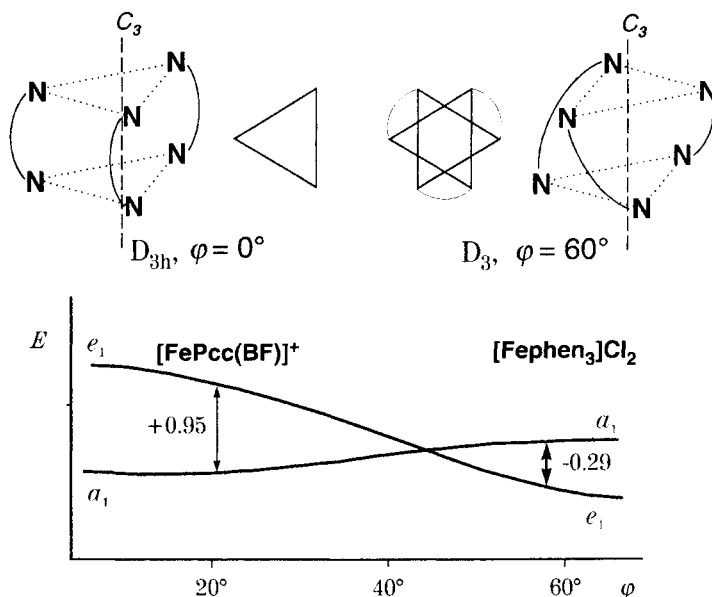 C₃
C₃
N
N
N
N
N
N
N
N
N
N
N
N
D₃ₕ, φ = 0°
D₃, φ = 60°
E
e₁
[FePcc(BF)]⁺
[Fephen₃]Cl₂
+0.95
a₁
-0.29
a₁
e₁
20°
40°
60°
φ